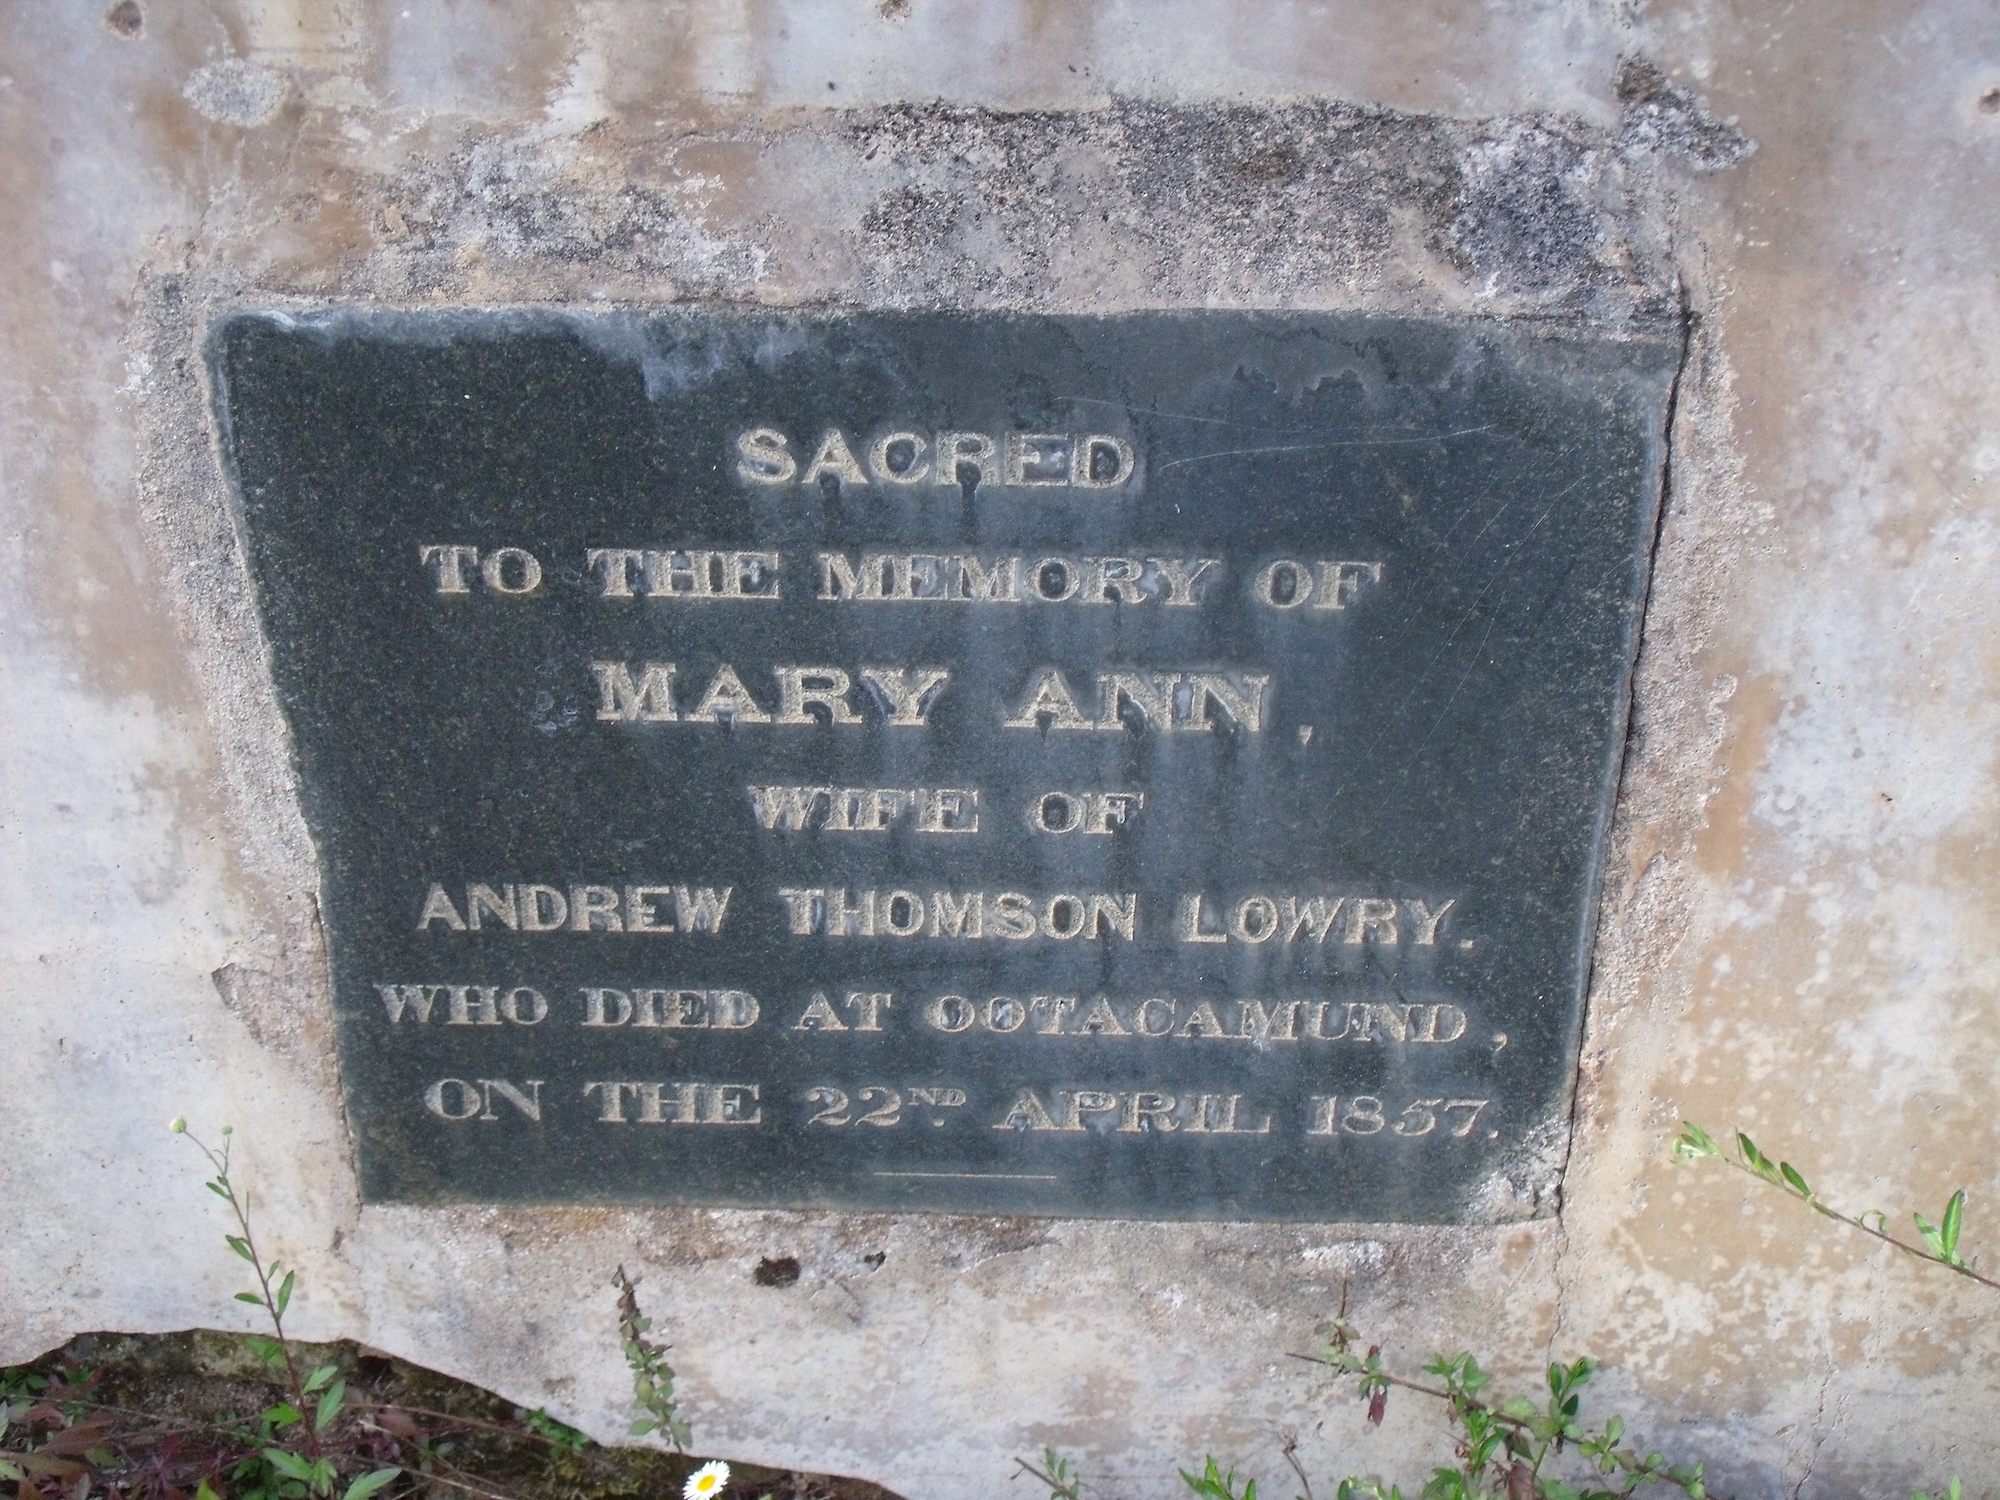 SACRED
TO THE MEMORY OF
MARY ANN,
WIFE OF
ANDREW THOMSON LOWRY.
WHO DIED AT OOTACAMUND,
ON THE 22ND. APRIL 1857.